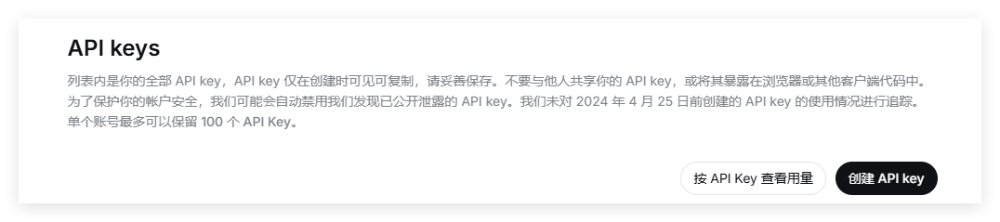 API keys
列表内是你的全部 API key，API key 仅在创建时可见可复制，请妥善保存。不要与他人共享你的 API key，或将其暴露在浏览器或其他客户端代码中。
为了保护你的帐户安全，我们可能会自动禁用我们发现已公开泄露的 API key。我们未对 2024 年 4 月 25 日前创建的 API key 的使用情况进行追踪。
单个账号最多可以保留 100 个 API Key。
按 API Key 查看用量 创建 API key